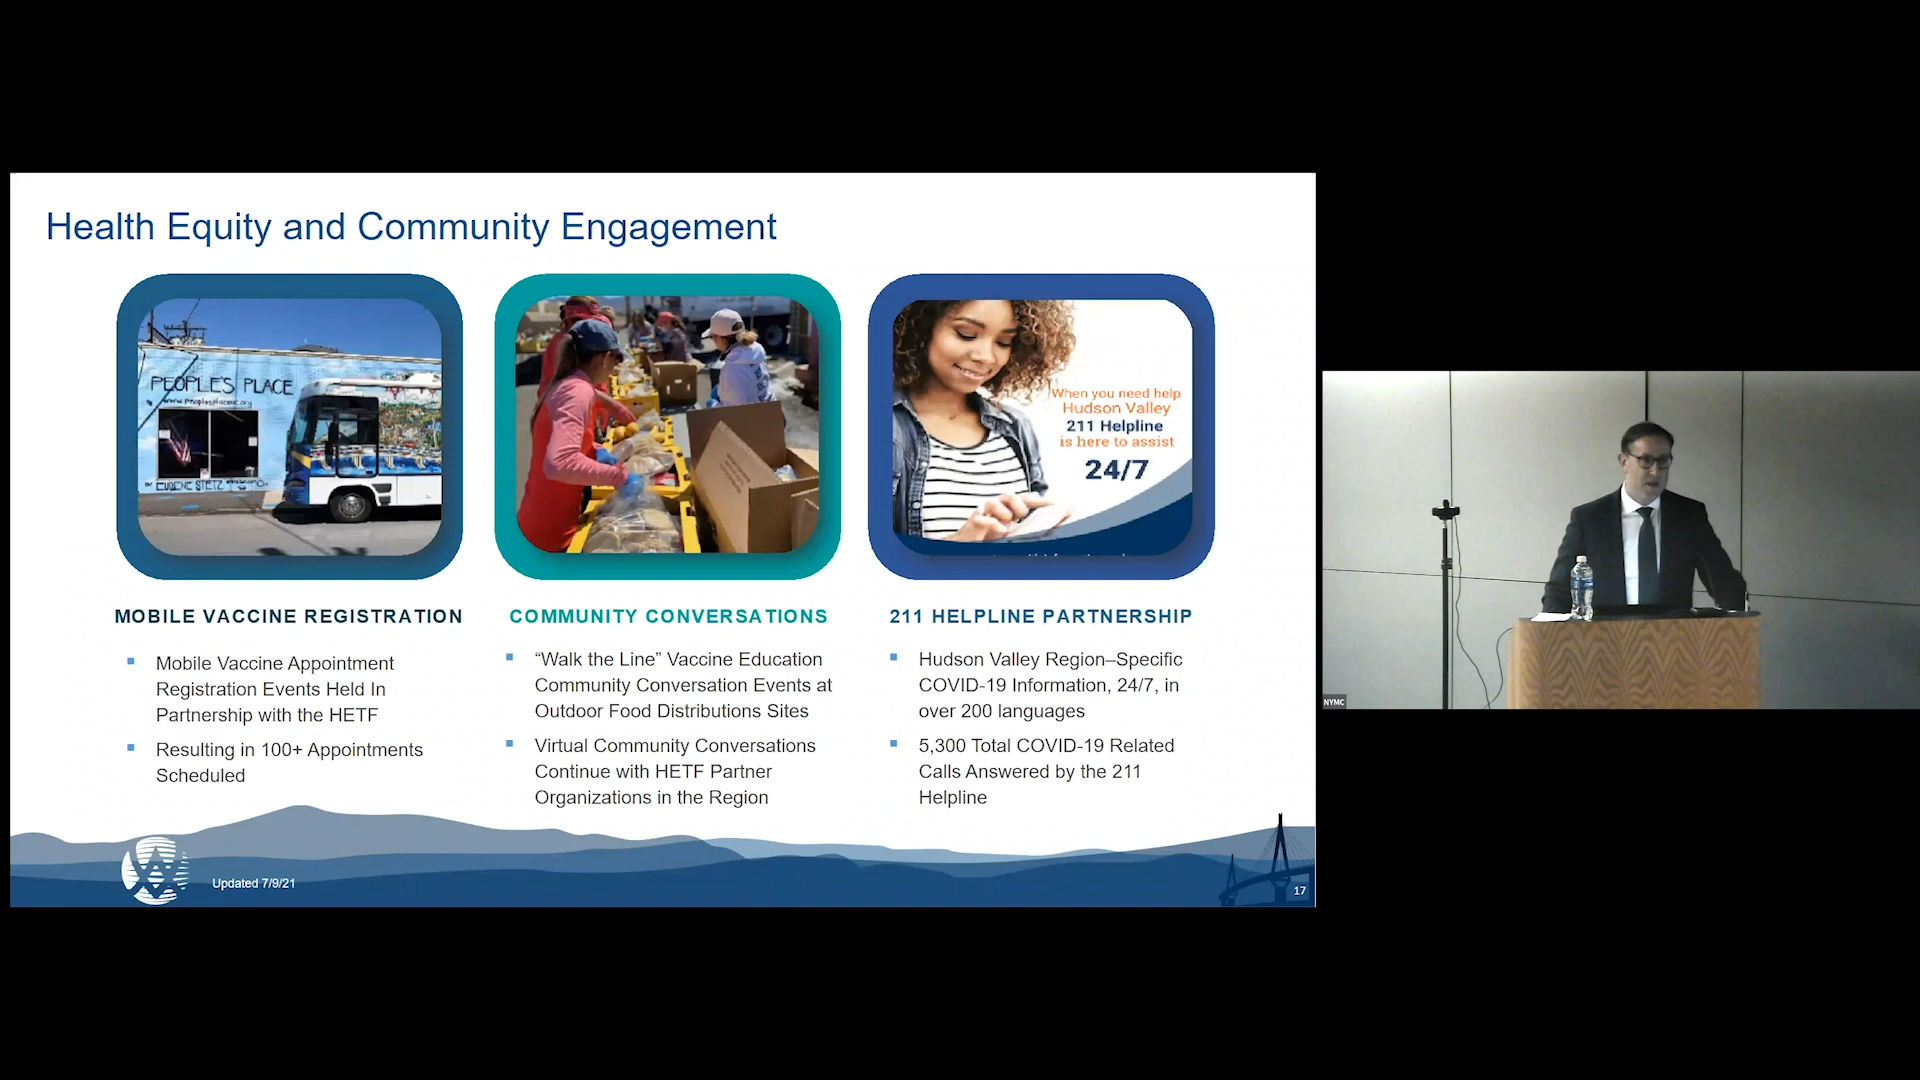 Health Equity and Community Engagement
PEOPLE'S PLACE
www.peoplesplaceuc.org
When you need help
Hudson Valley
211 Helpline
is here to assist
24/7
MOBILE VACCINE REGISTRATION
Mobile Vaccine Appointment
Registration Events Held In
Partnership with the HETF
Resulting in 100+ Appointments
Scheduled
COMMUNITY CONVERSATIONS
“Walk the Line” Vaccine Education
Community Conversation Events at
Outdoor Food Distributions Sites
Virtual Community Conversations
Continue with HETF Partner
Organizations in the Region
211 HELPLINE PARTNERSHIP
Hudson Valley Region–Specific
COVID-19 Information, 24/7, in
over 200 languages
5,300 Total COVID-19 Related
Calls Answered by the 211
Helpline
Updated 7/9/21
17
NYMC